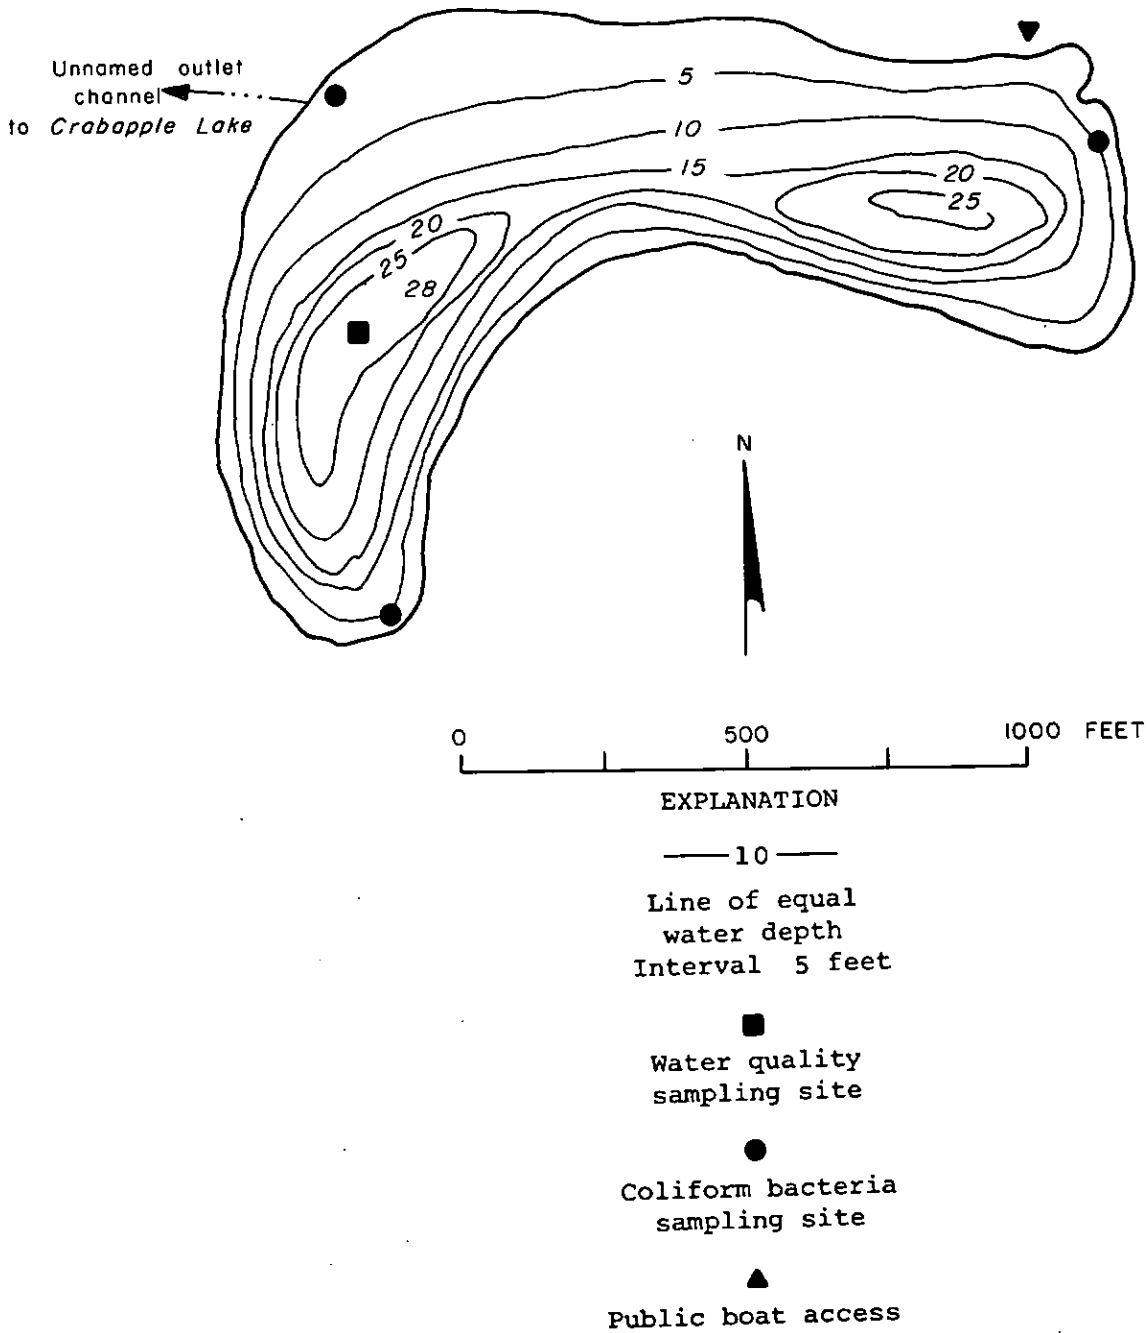 Unnamed outlet
channel
to Crabapple Lake
5
10
15
20
25
20
25
28
N
0 500 1000 FEET
EXPLANATION
10
Line of equal
water depth
Interval 5 feet
Water quality
sampling site
Coliform bacteria
sampling site
Public boat access